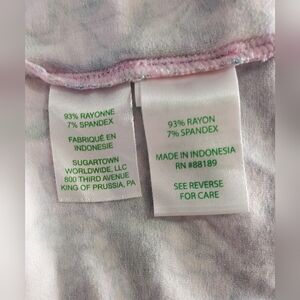 93% RAYONNE
7% SPANDEX
FABRIQUÉ EN
INDONESIE
SUGARTOWN
WORLDWIDE, LLC
800 THIRD AVENUE
KING OF PRUSSIA, PA
93% RAYON
7% SPANDEX
MADE IN INDONESIA
RN #88189
SEE REVERSE
FOR CARE